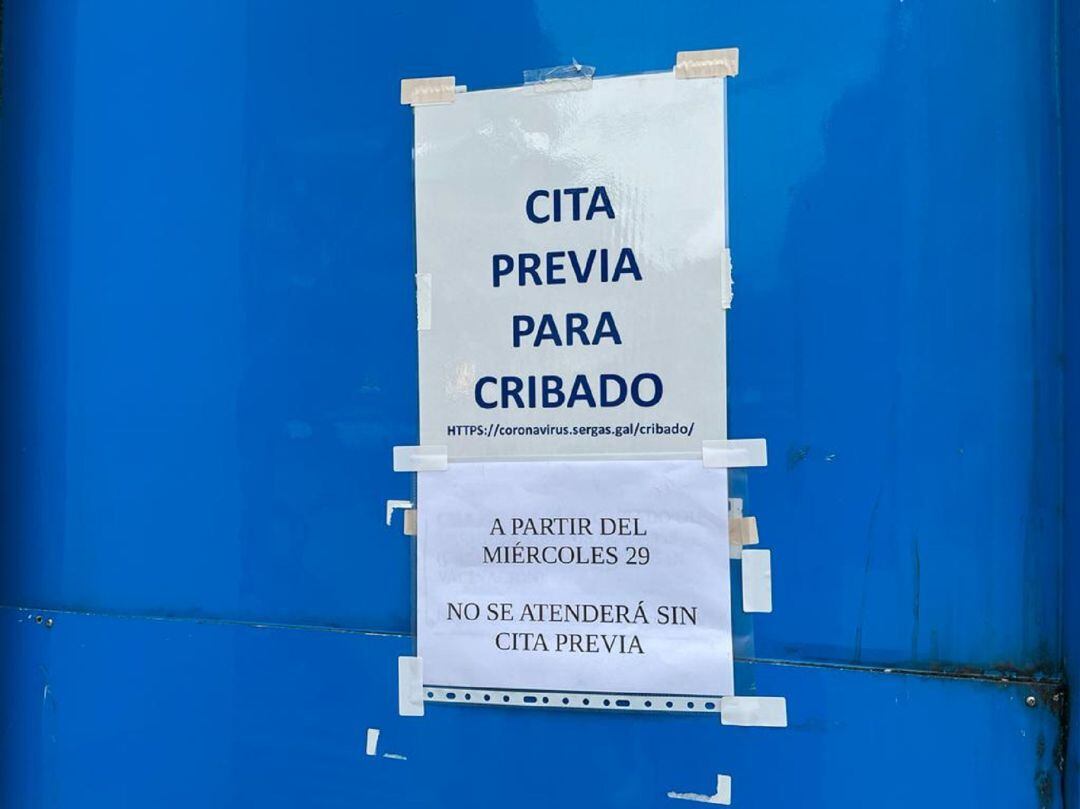 CITA
PREVIA
PARA
CRIBADO
HTTPS://coronavirus.sergas.gal/cribado/
A PARTIR DEL
MIÉRCOLES 29
NO SE ATENDERÁ SIN
CITA PREVIA